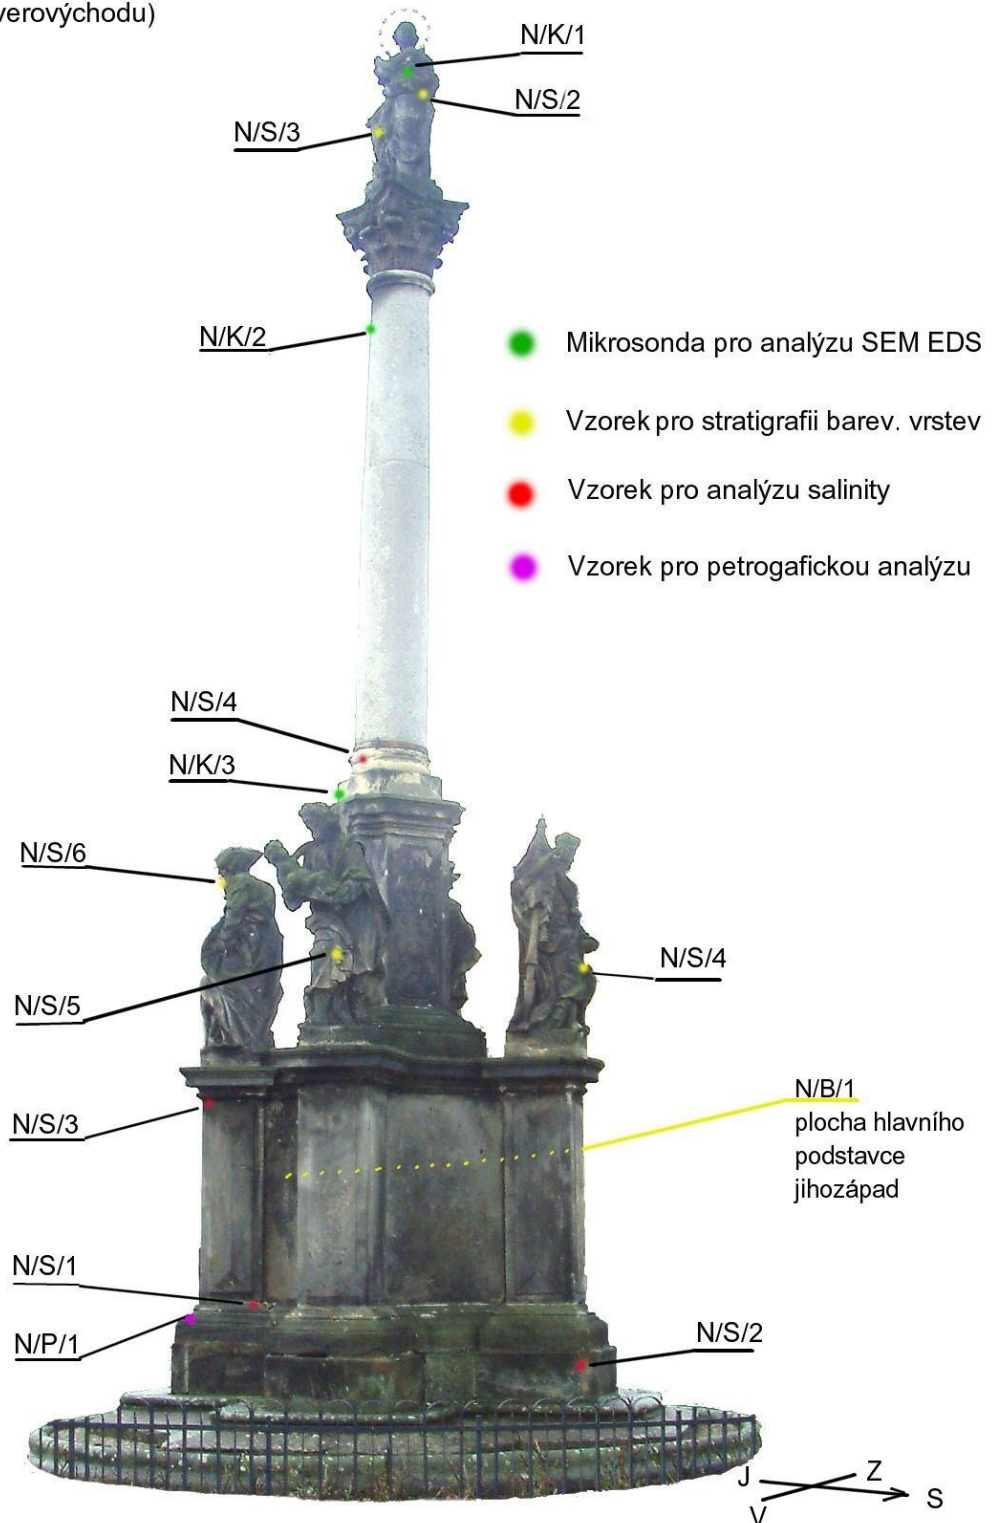 verovýchodu)
N/K/1
N/S/2
N/S/3
N/K/2
Mikrosonda pro analýzu SEM EDS
Vzorek pro stratigrafii barev. vrstev
Vzorek pro analýzu salinity
Vzorek pro petrogafickou analýzu
N/S/4
N/K/3
N/S/6
N/S/4
N/S/5
N/B/1
plocha hlavního
podstavce
jihozápad
N/S/3
N/S/1
N/S/2
N/P/1
J
Z
S
V